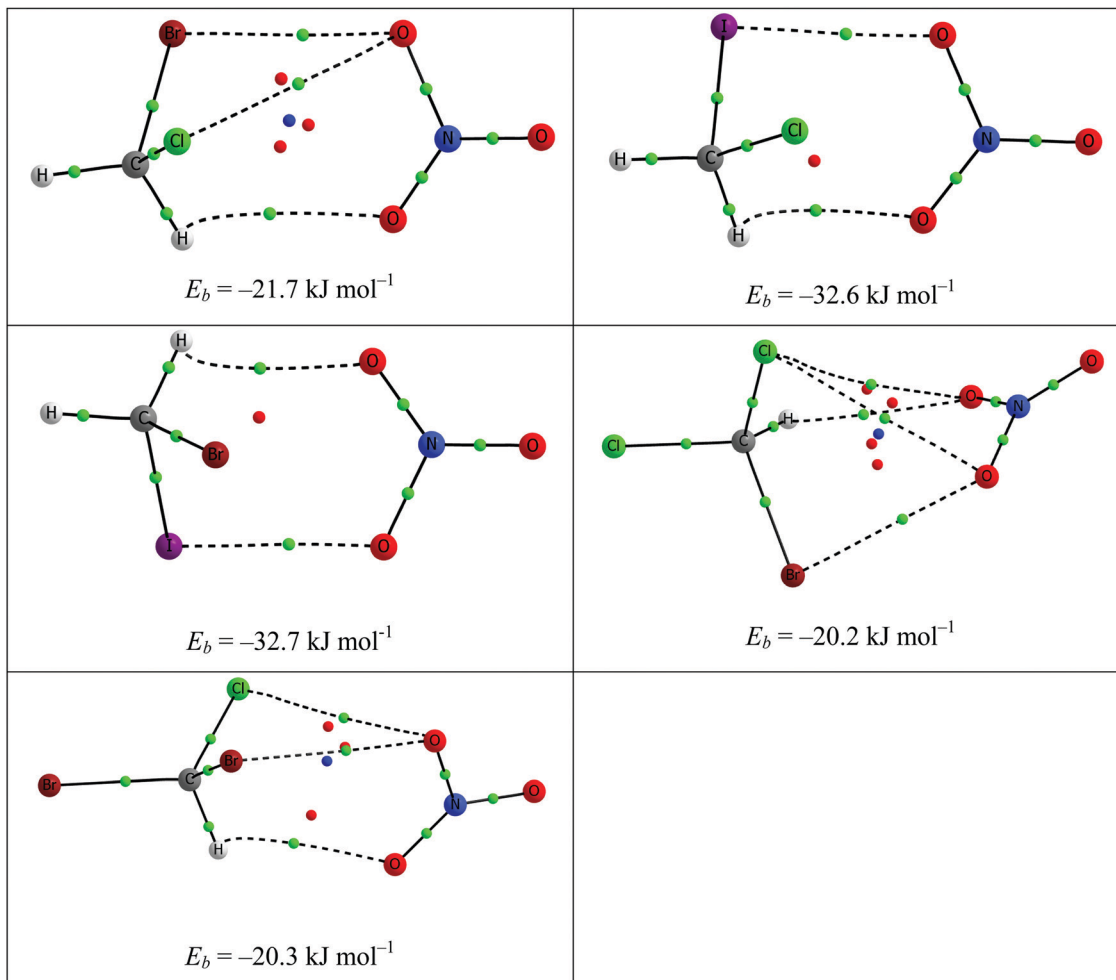 Br O
Cl
C N O
H
H O
E_b = –21.7 kJ mol⁻¹
I O
Cl
H C N O
H O
E_b = –32.6 kJ mol⁻¹
H O
H C
Br N O
I O
E_b = –32.7 kJ mol⁻¹
Cl O
H O N
Cl C
O
Br
E_b = –20.2 kJ mol⁻¹
Cl
O
Br
Br C
N O
H O
E_b = –20.3 kJ mol⁻¹